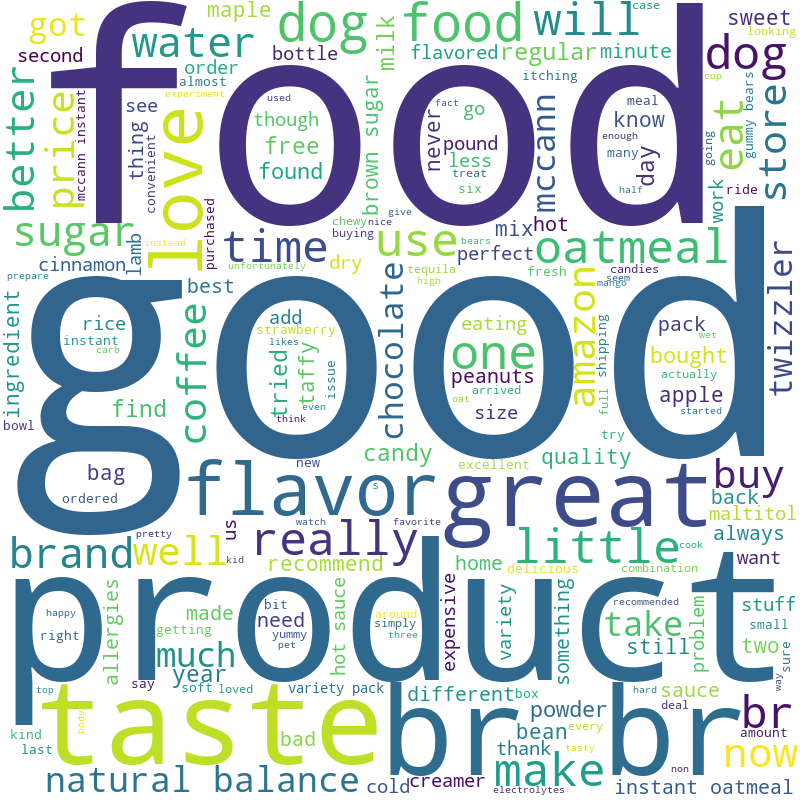 food
good
product
taste
br br
great
flavor
love
dog food
will
dog
water
got
maple
second
order
bottle
almost
experiment
milk
flavored
regular
minute
case
sweet
looking
itching
cup
better
price
mccann instant
thing
see
convenient
used
though
free
found
go
never
pound
less
treat
six
fact
brown sugar
mccann
meal
know
enough
many
day
half
going
eat
gummy bears
store
work
ride
sugar
lamb
instead
purchased
time
chewy
nice
give
buying
use
bears
mix
hot
perfect
oatmeal
cinnamon
unfortunately
dry
tequila
high
fresh
candies
seem
mango
prepare
best
ingredient
coffee
rice
instant
carb
add
strawberry
likes
tried
taffy
issue
even
think
chocolate
eating
one
peanuts
arrived
oat
size
amazon
full
shipping
pack
wet
bought
actually
apple
started
twizzler
try
find
bowl
bag
ordered
new
candy
excellent
quality
s
buy
back
maltitol
us
really
watch
favorite
pretty
kid
little
cook
always
brand
well
recommend
home
delicious
combination
want
allergies
made
getting
happy
right
bit
need
yummy
pet
around
simply
three
hot sauce
expensive
variety
something
recommended
take
still
problem
stuff
small
two
sure
way
much
year
top
say
soft
loved
variety pack
different
box
hard
sauce
deal
br
amount
kind
last
body
bad
powder
bean
every
thank
tasty
non
now
natural balance
cold
creamer
make
electrolytes
instant oatmeal